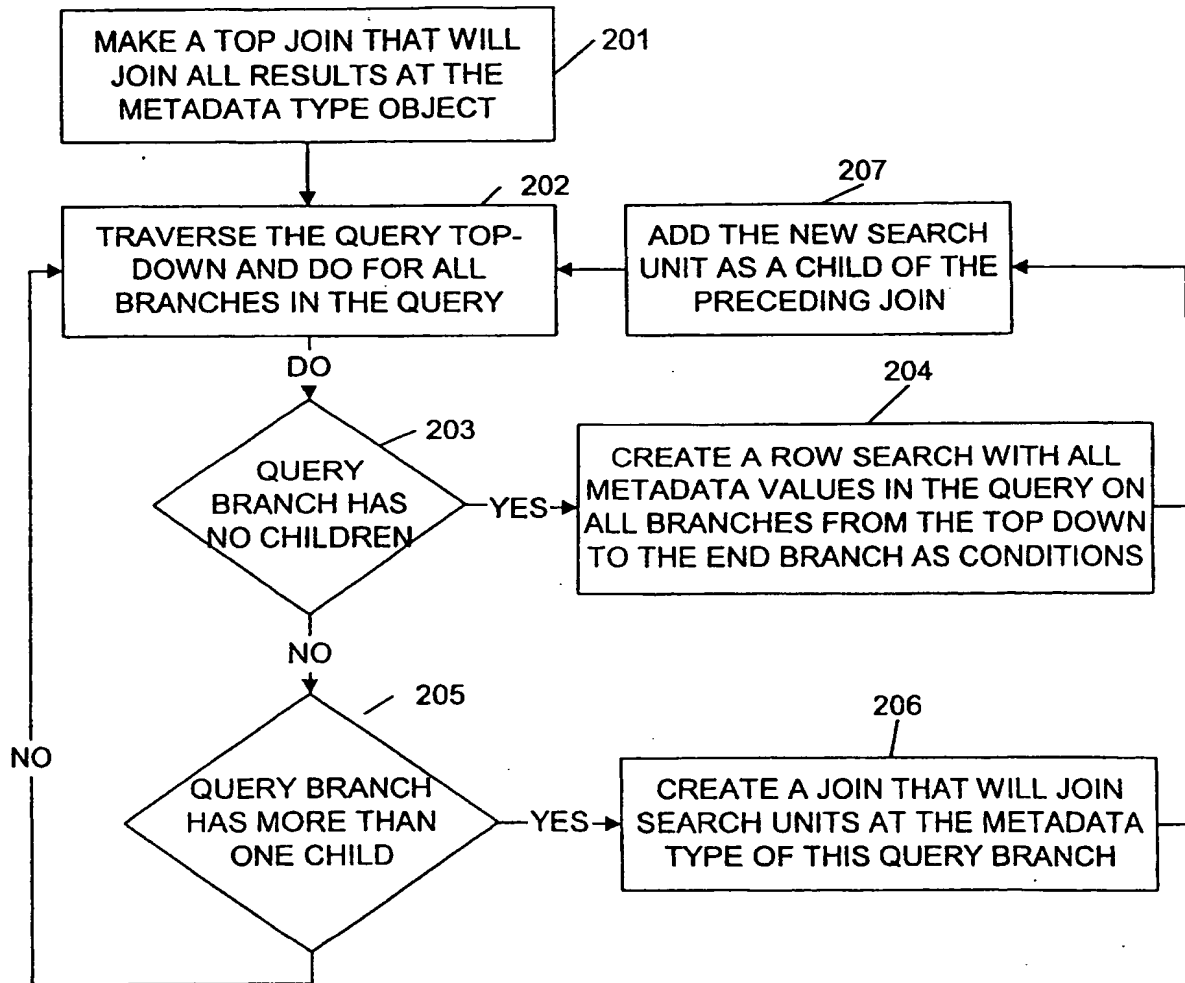 MAKE A TOP JOIN THAT WILL
JOIN ALL RESULTS AT THE
METADATA TYPE OBJECT
201
202
TRAVERSE THE QUERY TOP-
DOWN AND DO FOR ALL
BRANCHES IN THE QUERY
207
ADD THE NEW SEARCH
UNIT AS A CHILD OF THE
PRECEDING JOIN
DO
203
QUERY
BRANCH HAS
NO CHILDREN
YES
204
CREATE A ROW SEARCH WITH ALL
METADATA VALUES IN THE QUERY ON
ALL BRANCHES FROM THE TOP DOWN
TO THE END BRANCH AS CONDITIONS
NO
205
QUERY BRANCH
HAS MORE THAN
ONE CHILD
YES
206
CREATE A JOIN THAT WILL JOIN
SEARCH UNITS AT THE METADATA
TYPE OF THIS QUERY BRANCH
NO